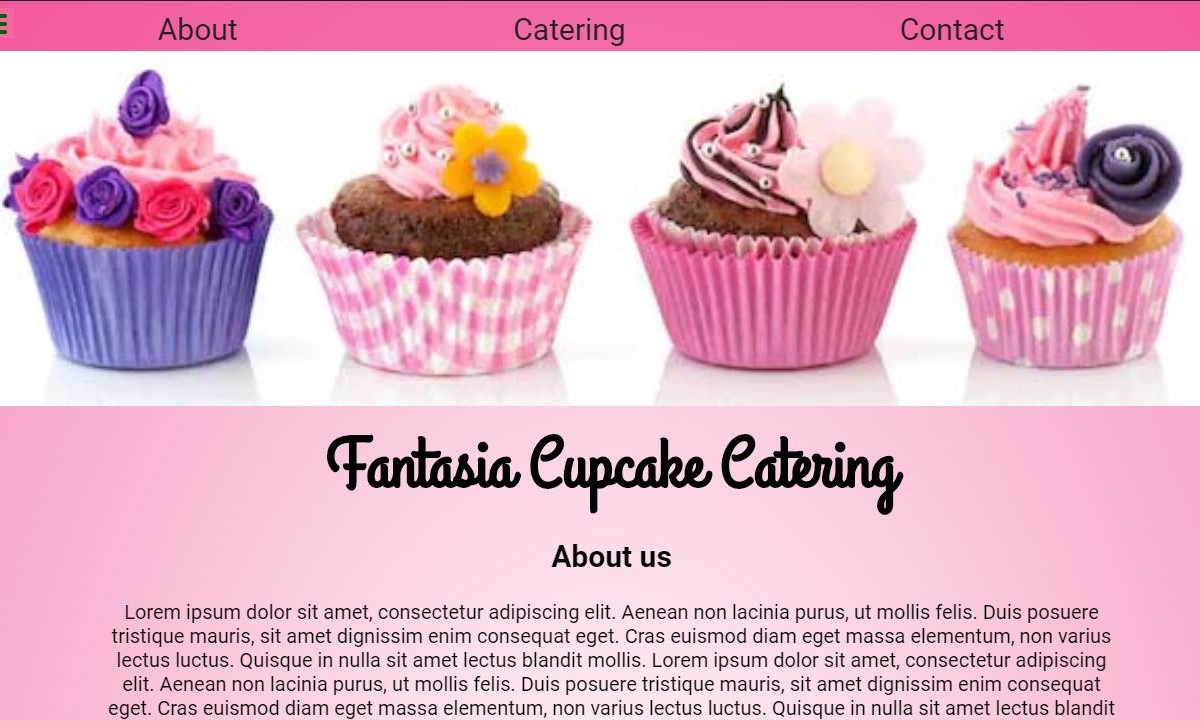 About Catering Contact
Fantasia Cupcake Catering
About us
Lorem ipsum dolor sit amet, consectetur adipiscing elit. Aenean non lacinia purus, ut mollis felis. Duis posuere
tristique mauris, sit amet dignissim enim consequat eget. Cras euismod diam eget massa elementum, non varius
lectus luctus. Quisque in nulla sit amet lectus blandit mollis. Lorem ipsum dolor sit amet, consectetur adipiscing
elit. Aenean non lacinia purus, ut mollis felis. Duis posuere tristique mauris, sit amet dignissim enim consequat
eget. Cras euismod diam eget massa elementum, non varius lectus luctus. Quisque in nulla sit amet lectus blandit